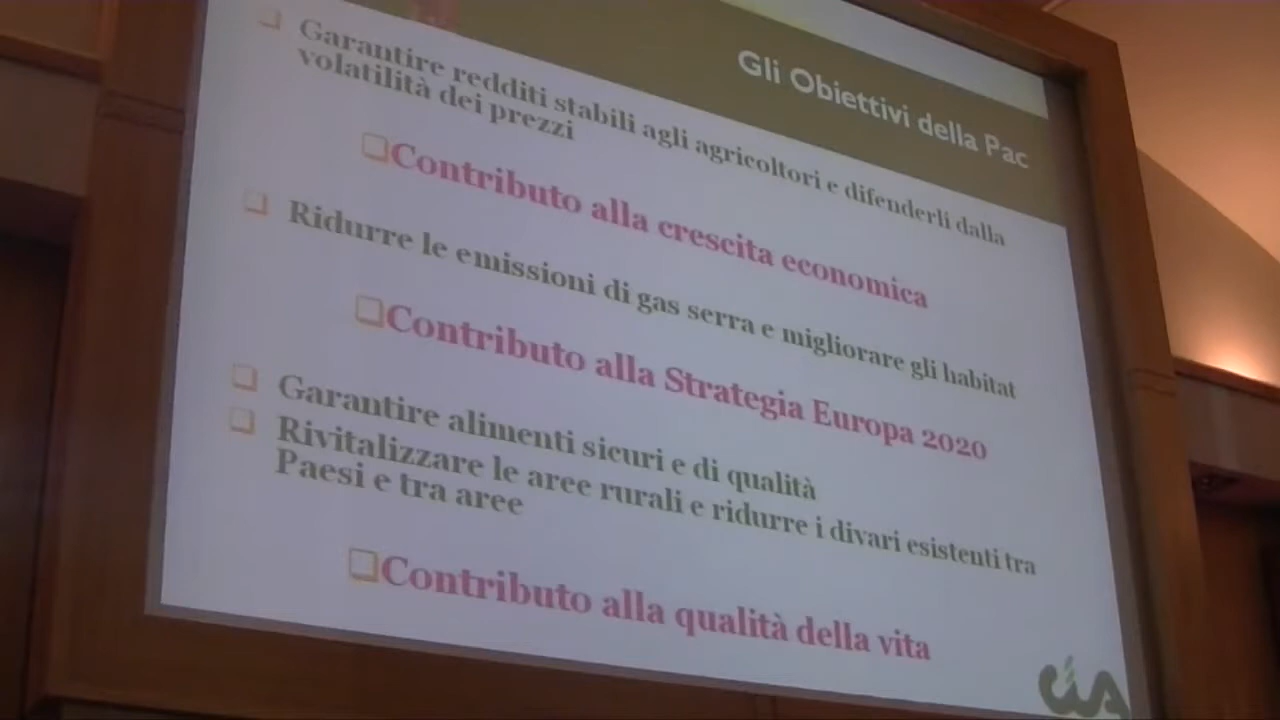 Gli Obiettivi della Pac
Garantire redditi stabili agli agricoltori e difenderli dalla
volatilità dei prezzi
Contributo alla crescita economica
Ridurre le emissioni di gas serra e migliorare gli habitat
Contributo alla Strategia Europa 2020
Garantire alimenti sicuri e di qualità
Rivitalizzare le aree rurali e ridurre i divari esistenti tra
Paesi e tra aree
Contributo alla qualità della vita
cia